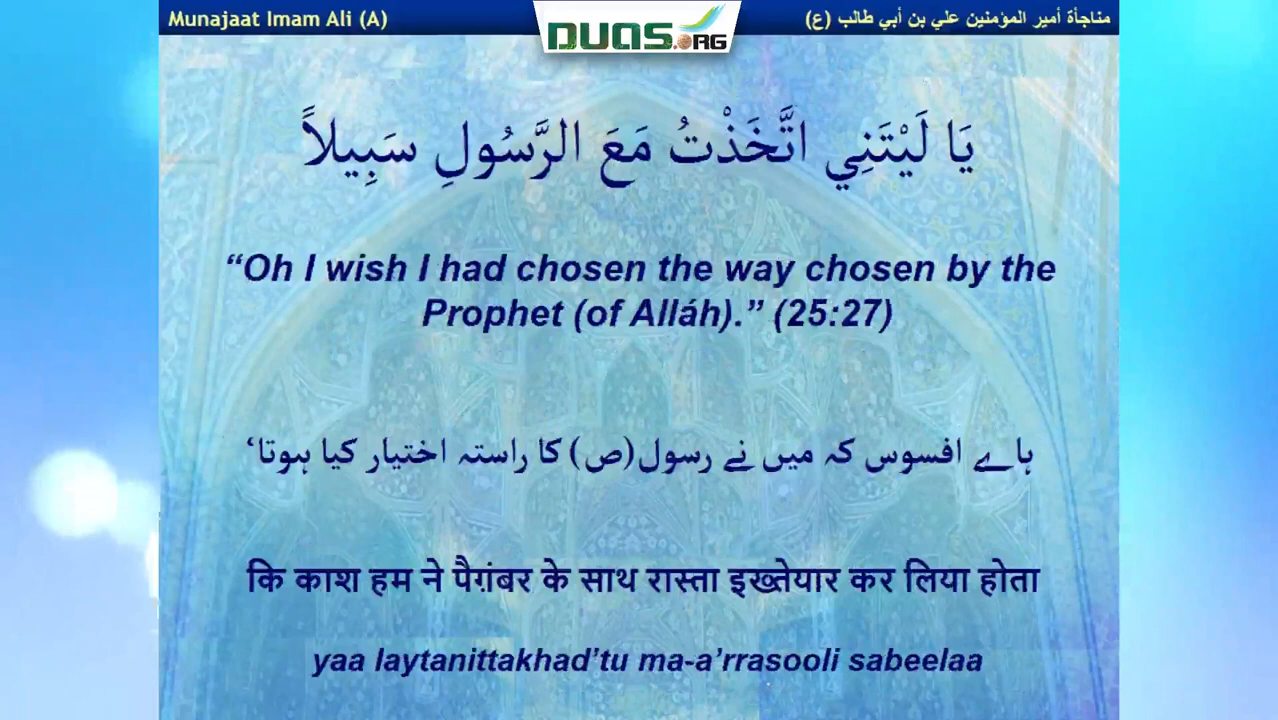 Munajaat Imam Ali (A)
DUAS.ORG
مناجأة أمير المؤمنين علي بن أبي طالب (ع)
يَا لَيْتَنِي اتَّخَذْتُ مَعَ الرَّسُولِ سَبِيلاً
“Oh I wish I had chosen the way chosen by the
Prophet (of Alláh).” (25:27)
ہاے افسوس کہ میں نے رسول(ص) کا راستہ اختیار کیا ہوتا‘
कि काश हम ने पैग़ंबर के साथ रास्ता इख्तेयार कर लिया होता
yaa laytanittakhad’tu ma-a’rrasooli sabeelaa